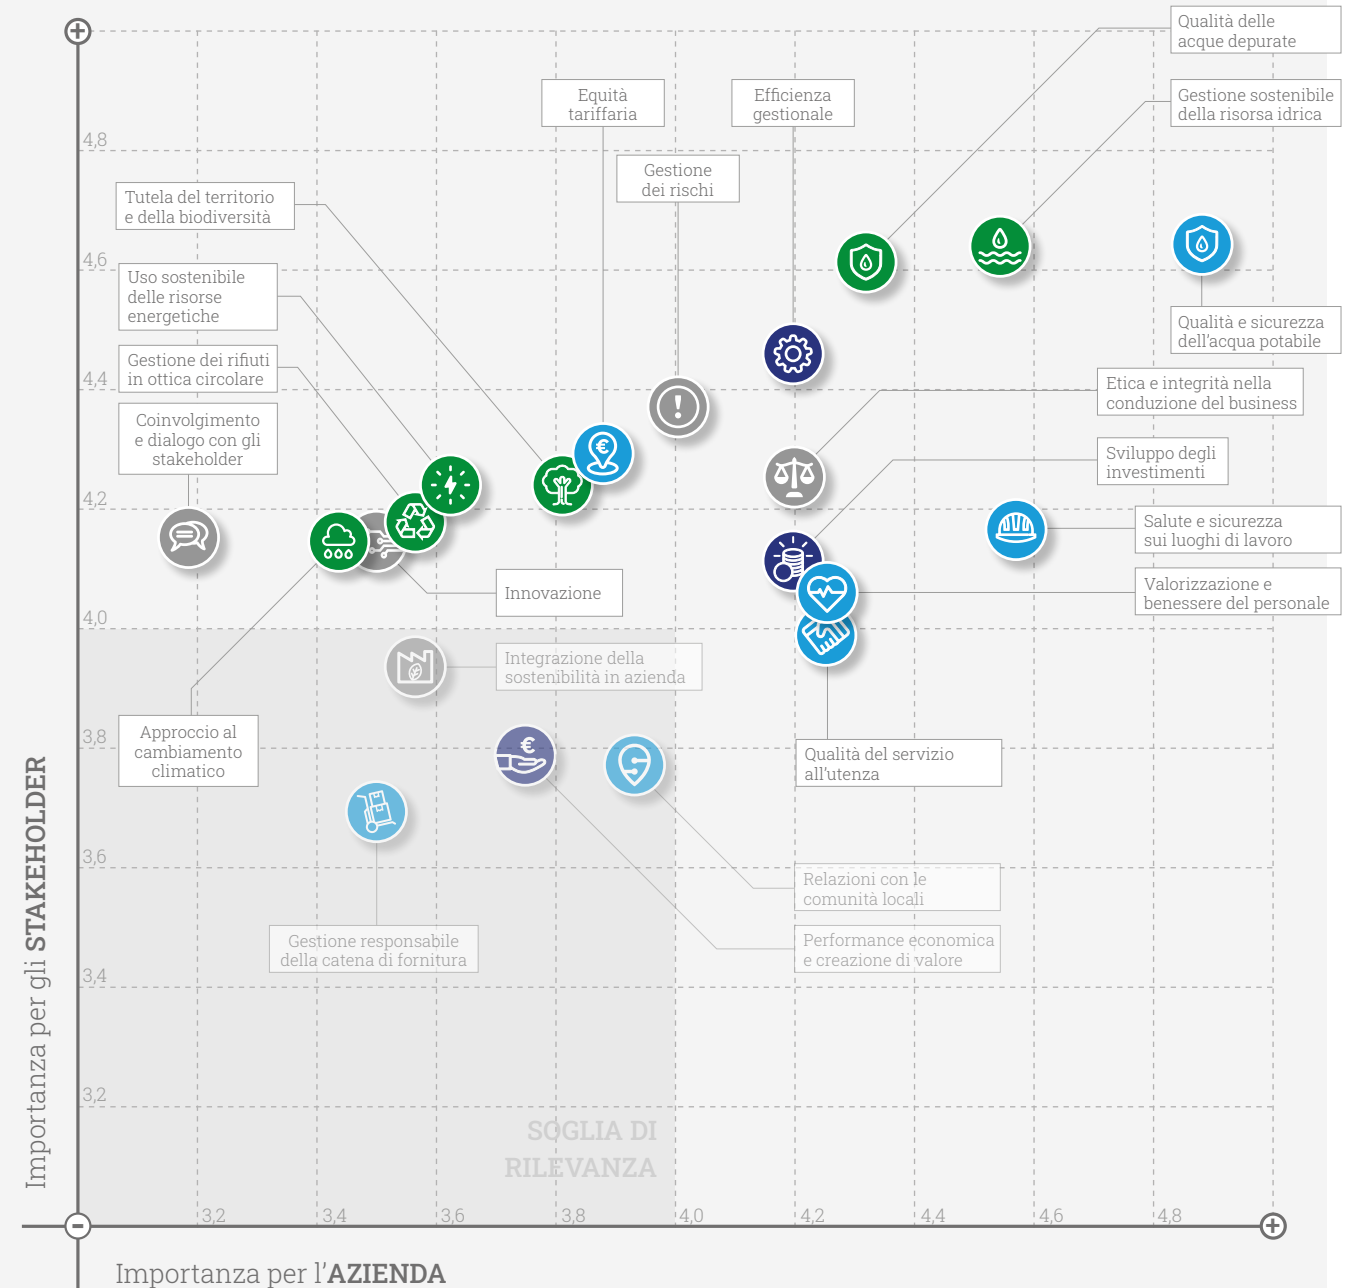 Qualità delle
acque depurate
Equità
tariffaria
Efficienza
gestionale
Gestione sostenibile
della risorsa idrica
4,8
Gestione
dei rischi
Tutela del territorio
e della biodiversità
4,6
Uso sostenibile
delle risorse
energetiche
Qualità e sicurezza
dell'acqua potabile
Gestione dei rifiuti
in ottica circolare
4,4
Etica e integrità nella
conduzione del business
Coinvolgimento
e dialogo con gli
stakeholder
€
!
Sviluppo degli
investimenti
4,2
Salute e sicurezza
sui luoghi di lavoro
Innovazione
Valorizzazione e
benessere del personale
4,0
Integrazione della
sostenibilità in azienda
Approccio al
cambiamento
climatico
3,8
€
Qualità del servizio
all'utenza
3,6
Relazioni con le
comunità locali
Gestione responsabile
della catena di fornitura
Performance economica
e creazione di valore
3,4
3,2
SOGLIA DI
RILEVANZA
Importanza per gli STAKEHOLDER
3,2
3,4
3,6
3,8
4,0
4,2
4,4
4,6
4,8
Importanza per l'AZIENDA